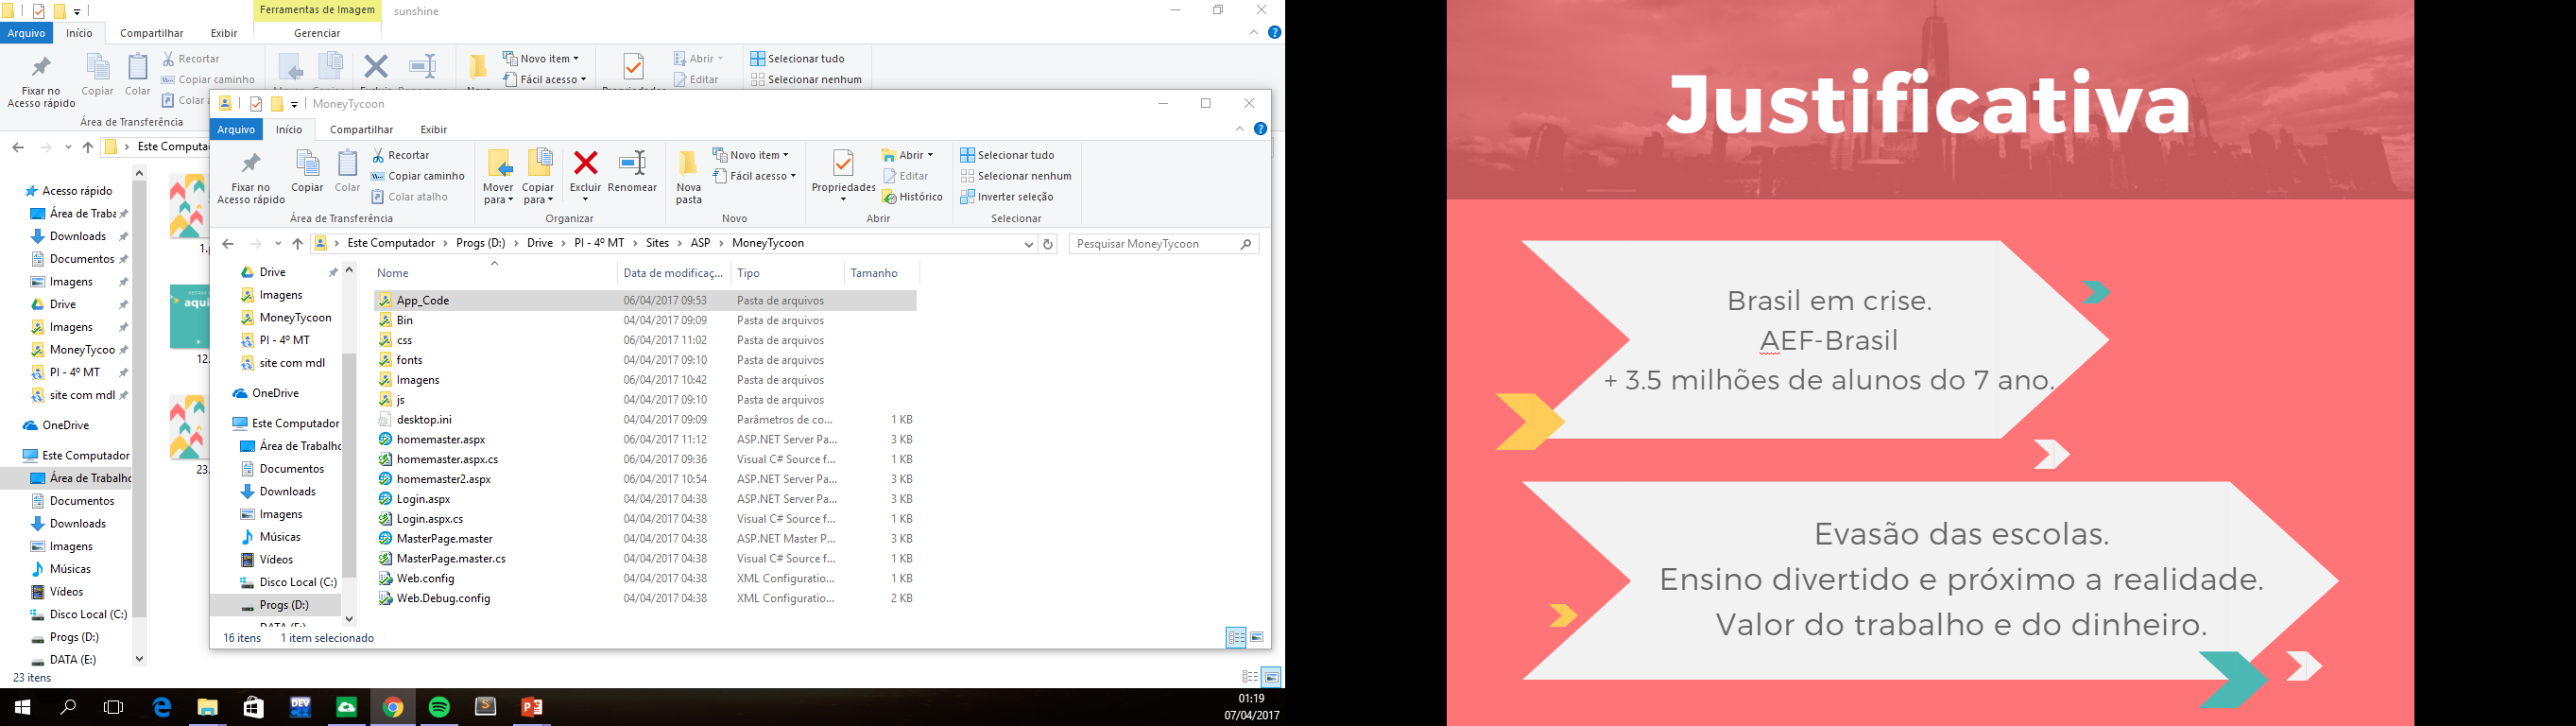 Ferramentas de Imagem
sunshine
Arquivo Início Compartilhar Exibir Gerenciar
Fixar no Acesso rápido
Copiar
Colar
Recortar
Copiar caminho
Novo item
Fácil acesso
Abrir
Editar
Selecionar tudo
Selecionar nenhum
Área de Transferência
Este Computad
Acesso rápido
Área de Traba
Downloads
Documentos
Imagens
Drive
Imagens
MoneyTycoo
PI - 4º MT
site com mdl
OneDrive
Este Computador
Área de Trabalho
Documentos
Downloads
Imagens
Músicas
Vídeos
Disco Local (C:)
Progs (D:)
DATA (E:)
23 itens
aqui
MoneyTycoon
Arquivo Início Compartilhar Exibir
Fixar no Acesso rápido
Copiar
Colar
Recortar
Copiar caminho
Colar atalho
Área de Transferência
Mover para
Copiar para
Excluir
Renomear
Organizar
Nova pasta
Novo item
Fácil acesso
Novo
Propriedades
Abrir
Editar
Histórico
Abrir
Selecionar tudo
Selecionar nenhum
Inverter seleção
Selecionar
Este Computador Progs (D:) Drive PI - 4º MT Sites ASP MoneyTycoon
Pesquisar MoneyTycoon
Drive
Imagens
MoneyTycoon
PI - 4º MT
site com mdl
OneDrive
Este Computador
Área de Trabalho
Documentos
Downloads
Imagens
Músicas
Vídeos
Disco Local (C:)
Progs (D:)
Nome Data de modificaç... Tipo Tamanho
App_Code 06/04/2017 09:53 Pasta de arquivos
Bin 04/04/2017 09:09 Pasta de arquivos
css 06/04/2017 11:02 Pasta de arquivos
fonts 04/04/2017 09:10 Pasta de arquivos
Imagens 06/04/2017 10:42 Pasta de arquivos
js 04/04/2017 09:10 Pasta de arquivos
desktop.ini 04/04/2017 09:09 Parâmetros de co... 1 KB
homemaster.aspx 06/04/2017 11:12 ASP.NET Server Pa... 3 KB
homemaster.aspx.cs 06/04/2017 09:36 Visual C# Source f... 1 KB
homemaster2.aspx 06/04/2017 10:54 ASP.NET Server Pa... 3 KB
Login.aspx 04/04/2017 04:38 ASP.NET Server Pa... 3 KB
Login.aspx.cs 04/04/2017 04:38 Visual C# Source f... 1 KB
MasterPage.master 04/04/2017 04:38 ASP.NET Master P... 3 KB
MasterPage.master.cs 04/04/2017 04:38 Visual C# Source f... 1 KB
Web.config 04/04/2017 04:38 XML Configuratio... 1 KB
Web.Debug.config 04/04/2017 04:38 XML Configuratio... 2 KB
16 itens 1 item selecionado
DEV
01:19
07/04/2017
Justificativa
Brasil em crise.
AEF-Brasil
+ 3.5 milhões de alunos do 7 ano.
Evasão das escolas.
Ensino divertido e próximo a realidade.
Valor do trabalho e do dinheiro.